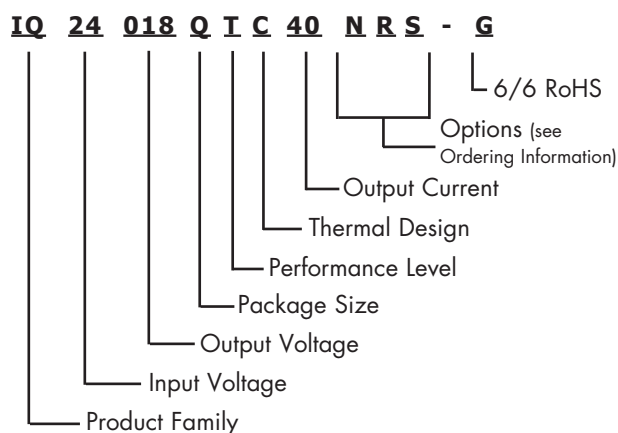 IQ 24 018 Q T C 40 N R S - G
6/6 RoHS
Options (see
Ordering Information)
Output Current
Thermal Design
Performance Level
Package Size
Output Voltage
Input Voltage
Product Family